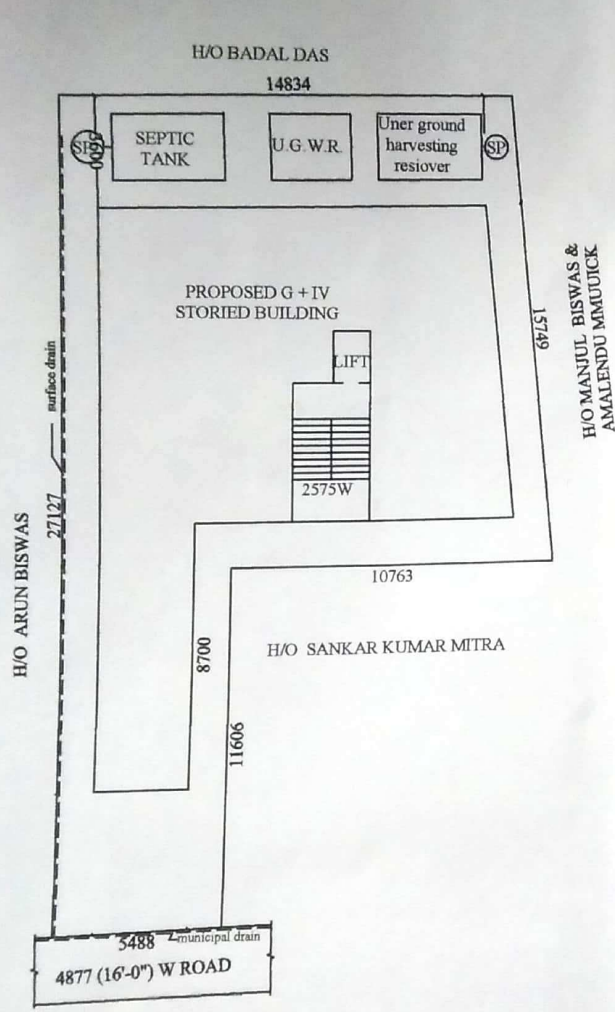 H/O BADAL DAS
14834
SP
3600
SEPTIC
TANK
U.G.W.R.
Uner ground
harvesting
resiover
SP
PROPOSED G + IV
STORIED BUILDING
LIFT
2575W
15749
H/O MANJUL BISWAS &
AMALENDU MMUUICK
surface drain
27127
H/O ARUN BISWAS
10763
8700
H/O SANKAR KUMAR MITRA
11606
5488
municipal drain
4877 (16'-0") W ROAD